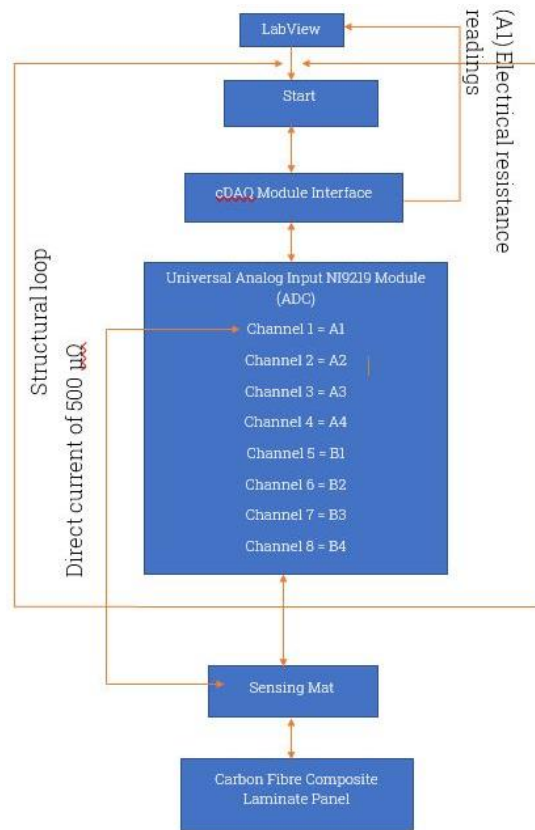 LabView
(A1) Electrical resistance
readings
Start
cDAQ Module Interface
Universal Analog Input NI9219 Module
(ADC)
Channel 1 = A1
Channel 2 = A2
Channel 3 = A3
Channel 4 = A4
Channel 5 = B1
Channel 6 = B2
Channel 7 = B3
Channel 8 = B4
Structural loop
Direct current of 500 μΩ
Sensing Mat
Carbon Fibre Composite
Laminate Panel